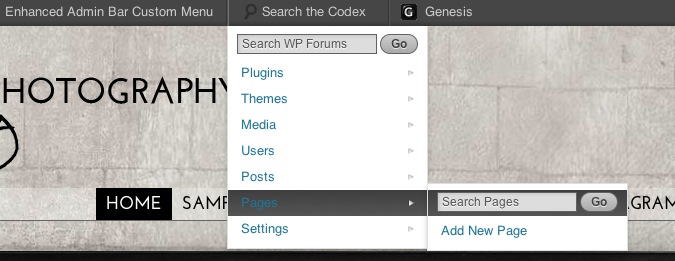 Enhanced Admin Bar Custom Menu Search the Codex G Genesis
Search WP Forums Go
Plugins
HOTOGRAPHY
Themes
Media
Users
Posts
HOME SAMP
Pages
Search Pages Go
GRAM
Settings
Add New Page